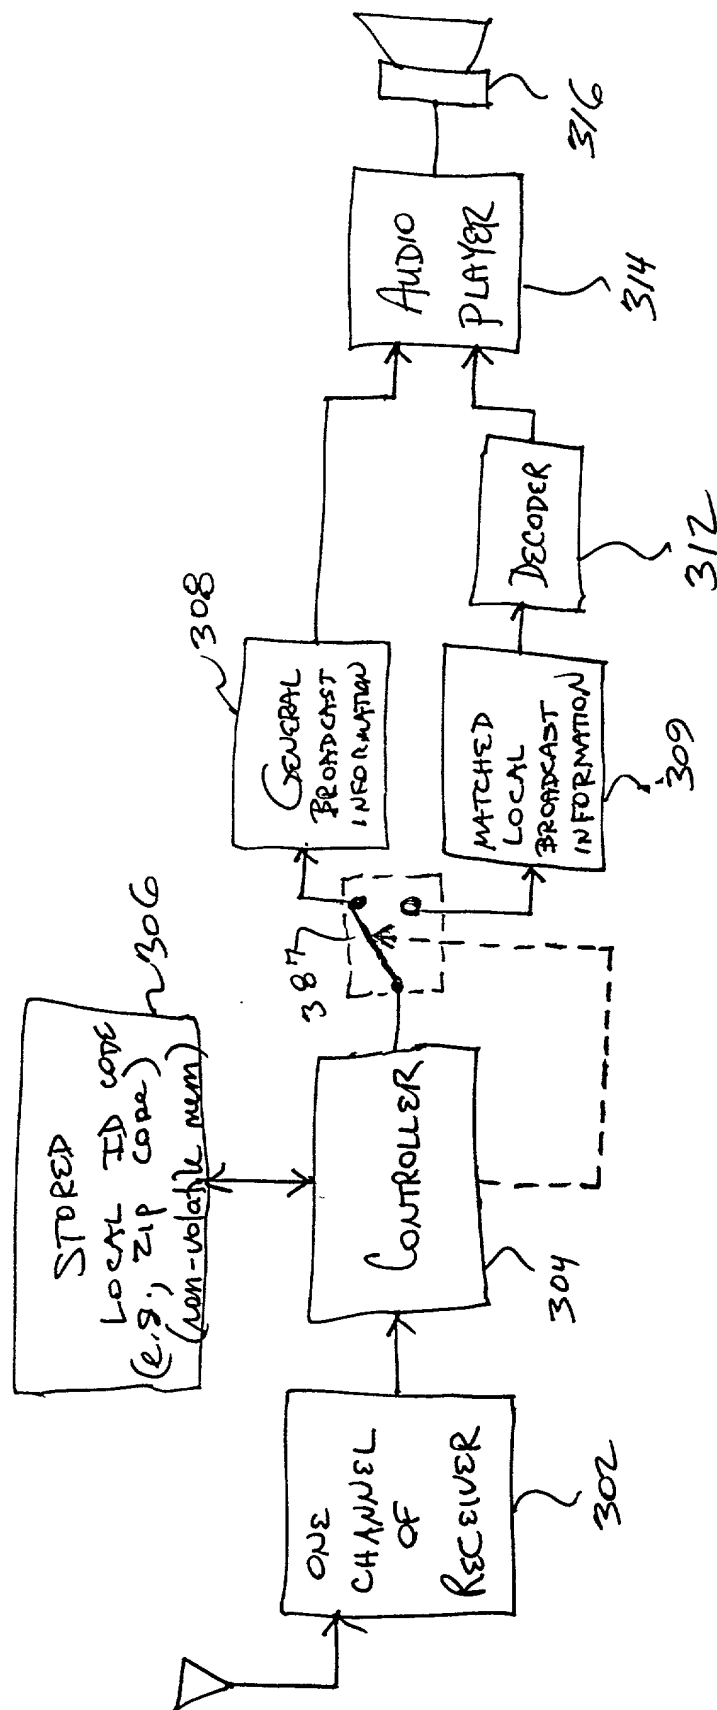 STORED
LOCAL ID CODE
(e.g., ZIP CODE)
(non-volatile mem)
306
ONE
CHANNEL
OF
RECEIVER
302
CONTROLLER
304
387
GENERAL
BROADCAST
INFORMATION
308
MATCHED
LOCAL
BROADCAST
INFORMATION
309
DECODER
312
AUDIO
PLAYER
314
316